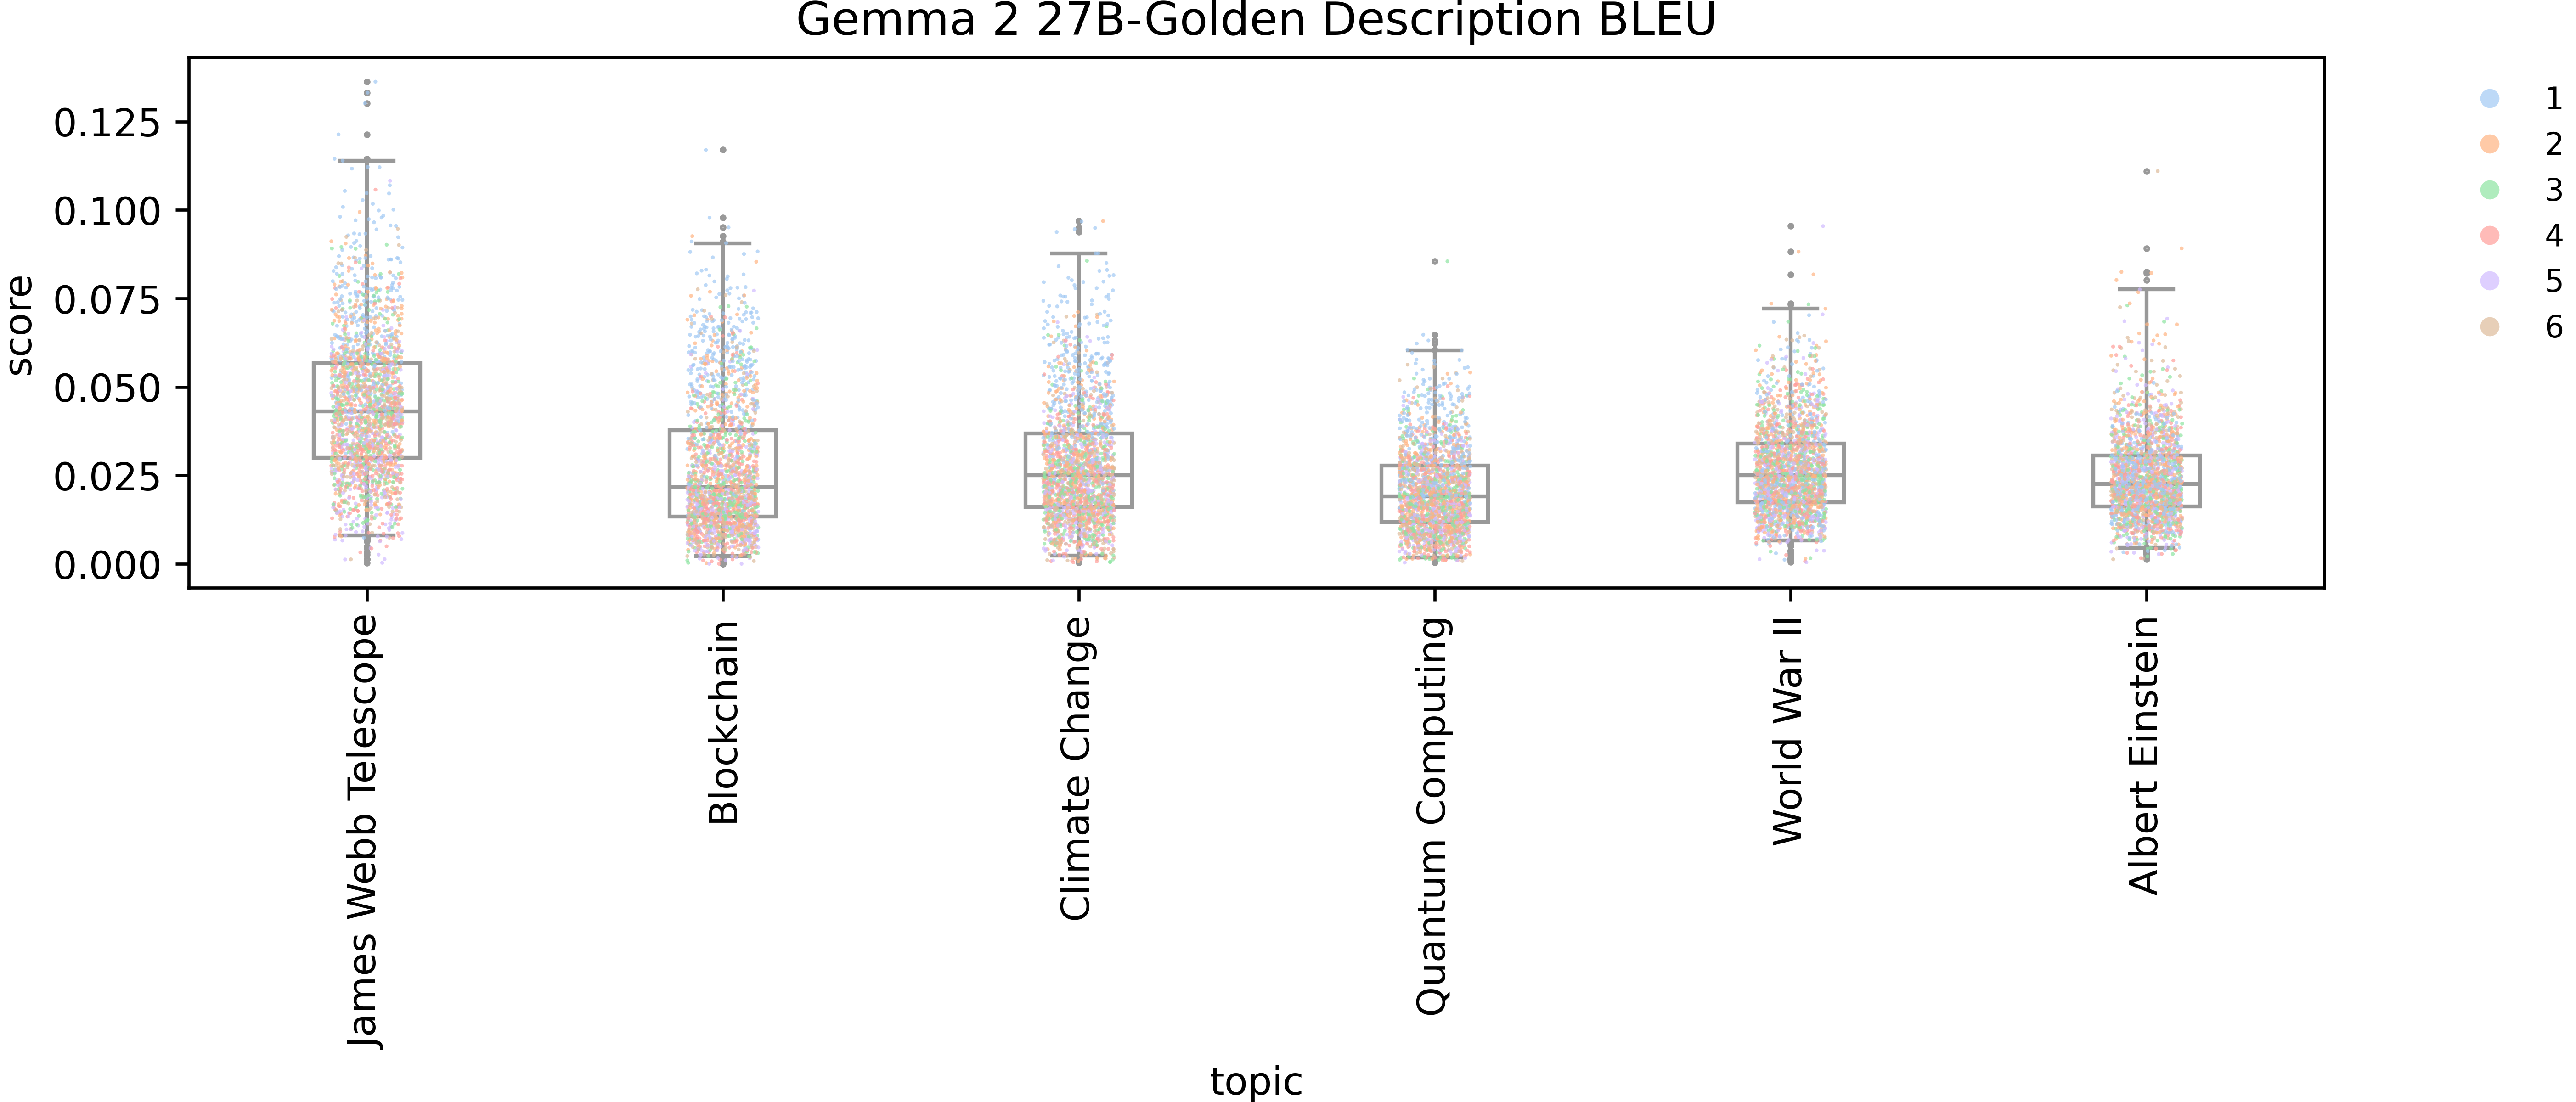 Gemma 2 27B-Golden Description BLEU
score
0.125
0.100
0.075
0.050
0.025
0.000
James Webb Telescope
Blockchain
Climate Change
Quantum Computing
World War II
Albert Einstein
topic
1
2
3
4
5
6